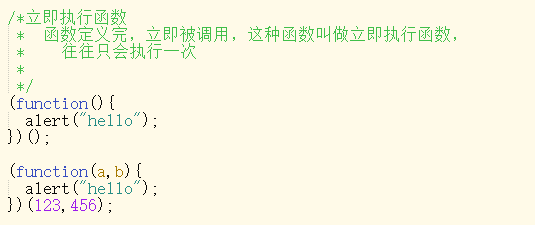 /*立即执行函数
 *  函数定义完，立即被调用，这种函数叫做立即执行函数，
 *    往往只会执行一次
 *
 */
(function(){
  alert("hello");
})();

(function(a,b){
  alert("hello");
})(123,456);